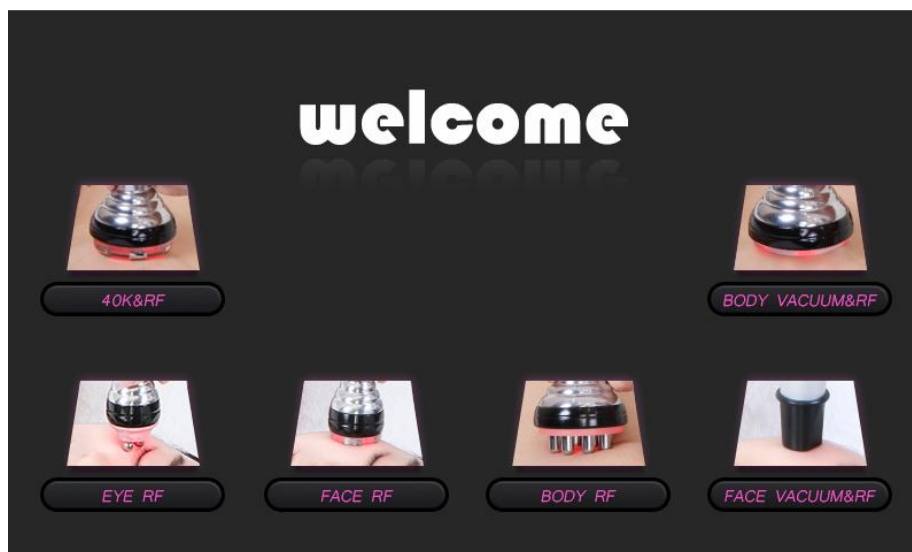 welcome
40K&RF
BODY VACUUM&RF
EYE RF
FACE RF
BODY RF
FACE VACUUM&RF